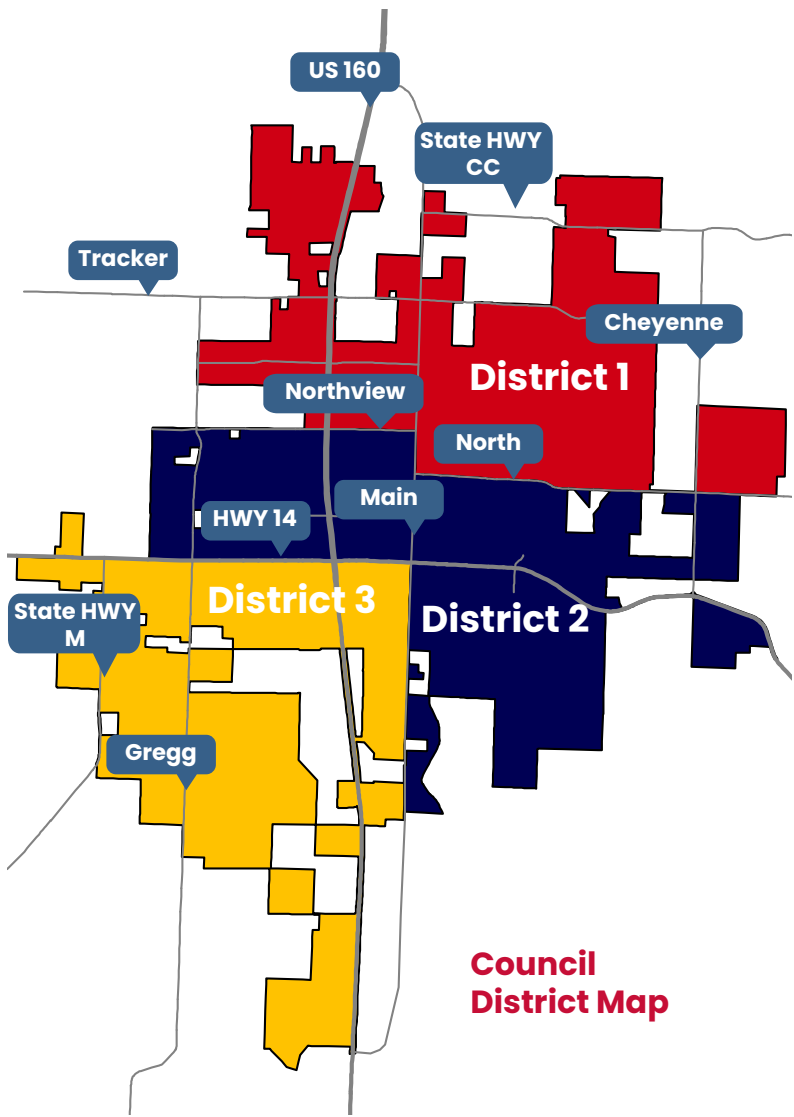 US 160
State HWY
CC
Tracker
Cheyenne
District 1
Northview
North
Main
HWY 14
District 3
State HWY
M
District 2
Gregg
Council
District Map